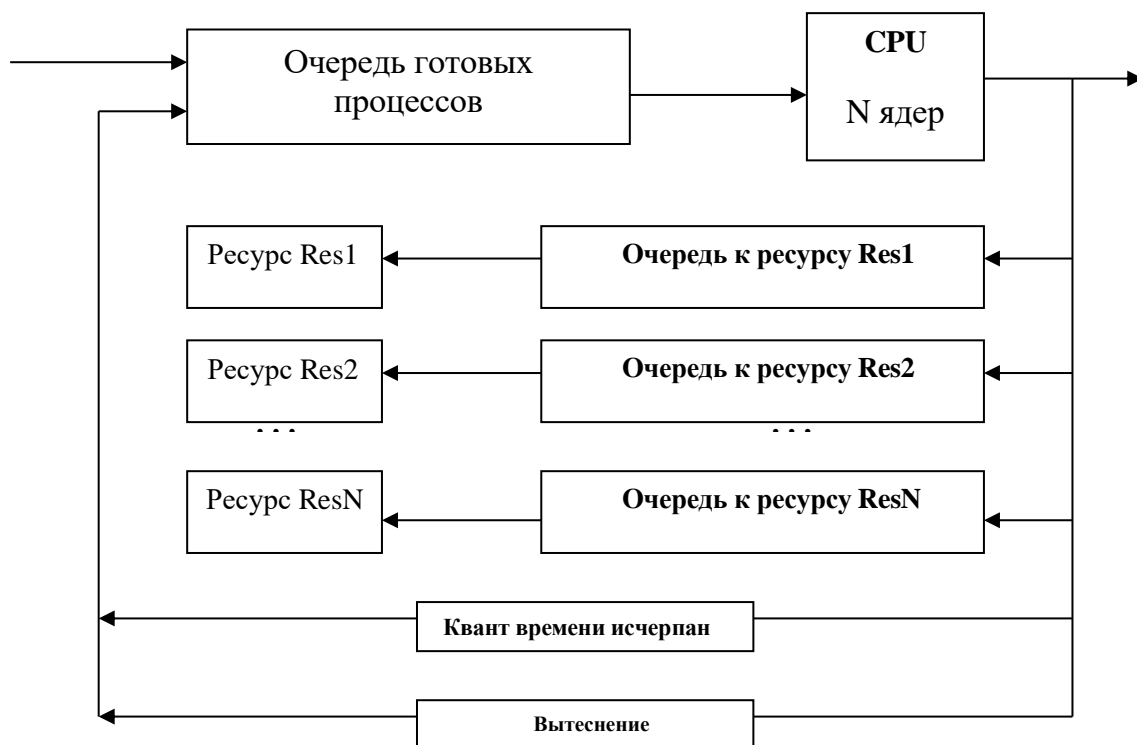 Очередь готовых
процессов
CPU
N ядер
Ресурс Res1
Очередь к ресурсу Res1
Ресурс Res2
Очередь к ресурсу Res2
. . .
. . .
Ресурс ResN
Очередь к ресурсу ResN
Квант времени исчерпан
Вытеснение